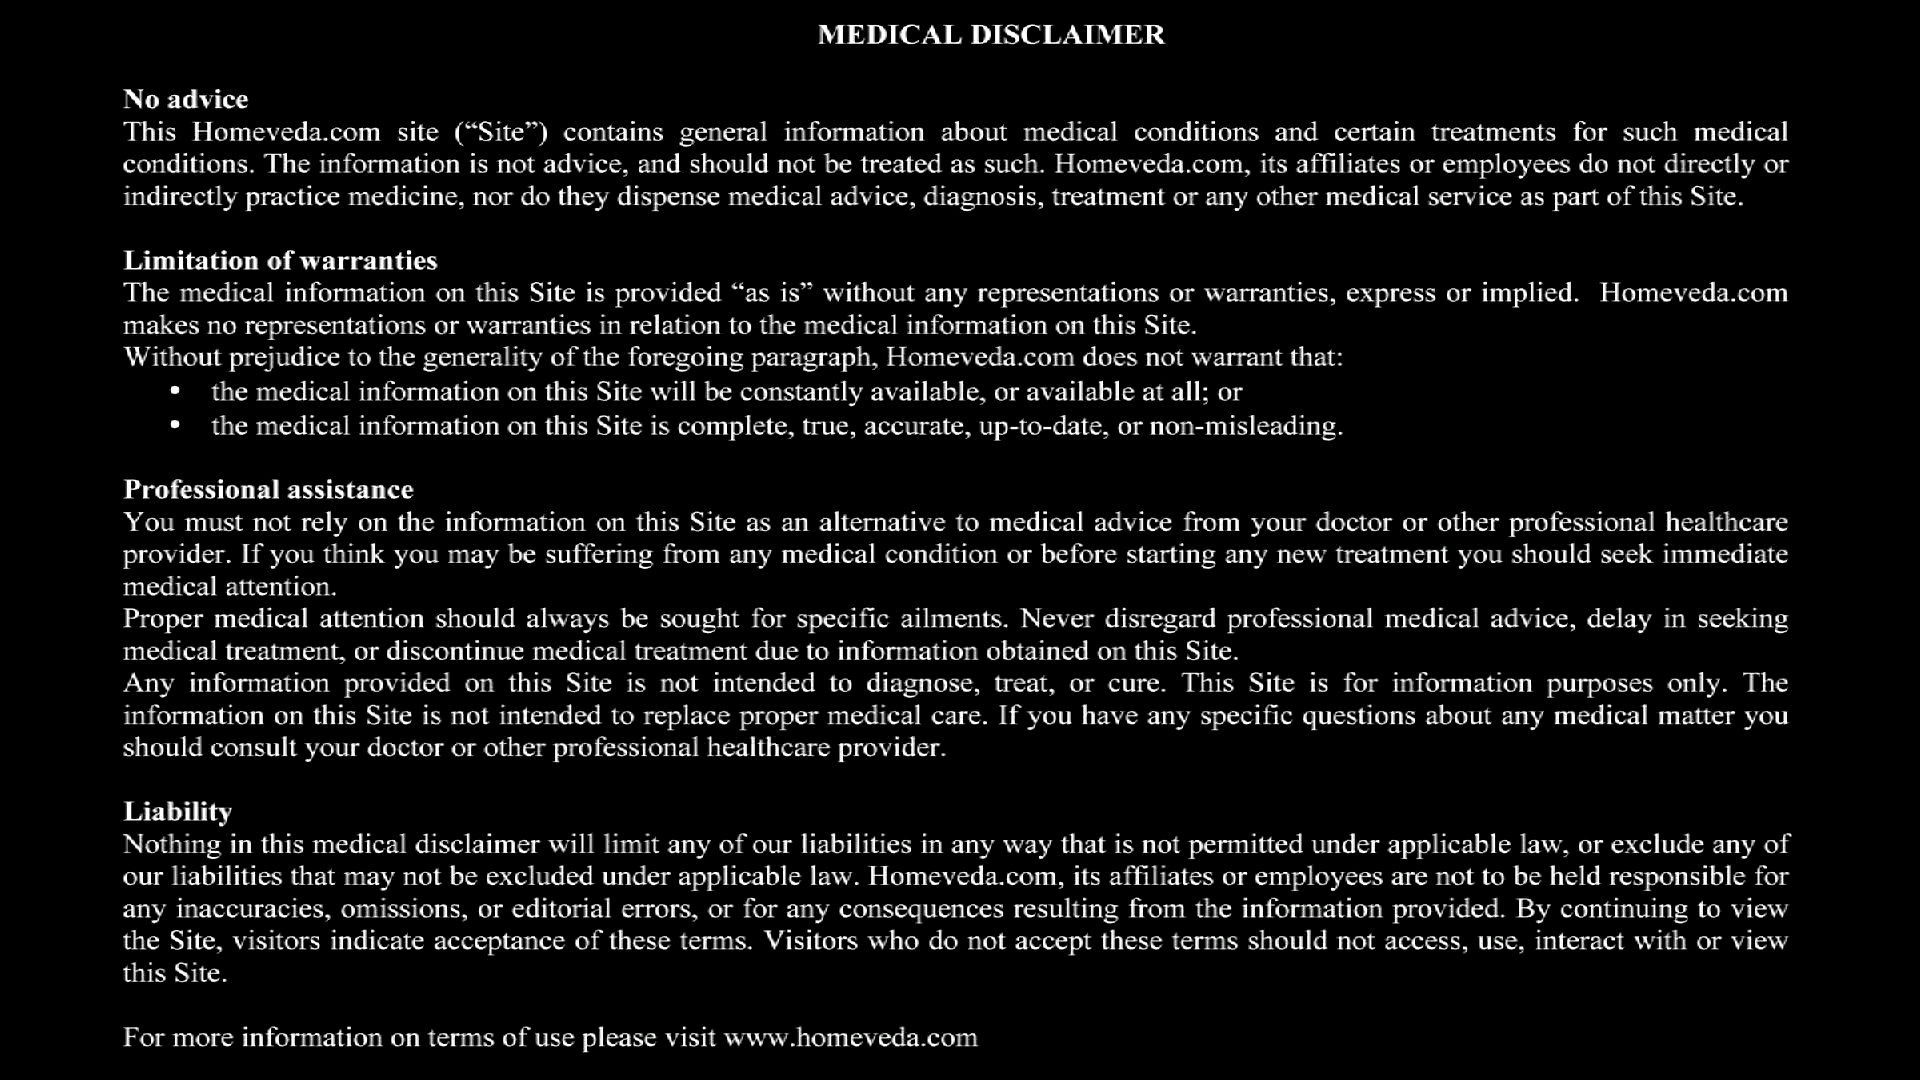 MEDICAL DISCLAIMER
No advice
This Homeveda.com site (“Site”) contains general information about medical conditions and certain treatments for such medical
conditions. The information is not advice, and should not be treated as such. Homeveda.com, its affiliates or employees do not directly or
indirectly practice medicine, nor do they dispense medical advice, diagnosis, treatment or any other medical service as part of this Site.
Limitation of warranties
The medical information on this Site is provided “as is” without any representations or warranties, express or implied. Homeveda.com
makes no representations or warranties in relation to the medical information on this Site.
Without prejudice to the generality of the foregoing paragraph, Homeveda.com does not warrant that:
• the medical information on this Site will be constantly available, or available at all; or
• the medical information on this Site is complete, true, accurate, up-to-date, or non-misleading.
Professional assistance
You must not rely on the information on this Site as an alternative to medical advice from your doctor or other professional healthcare
provider. If you think you may be suffering from any medical condition or before starting any new treatment you should seek immediate
medical attention.
Proper medical attention should always be sought for specific ailments. Never disregard professional medical advice, delay in seeking
medical treatment, or discontinue medical treatment due to information obtained on this Site.
Any information provided on this Site is not intended to diagnose, treat, or cure. This Site is for information purposes only. The
information on this Site is not intended to replace proper medical care. If you have any specific questions about any medical matter you
should consult your doctor or other professional healthcare provider.
Liability
Nothing in this medical disclaimer will limit any of our liabilities in any way that is not permitted under applicable law, or exclude any of
our liabilities that may not be excluded under applicable law. Homeveda.com, its affiliates or employees are not to be held responsible for
any inaccuracies, omissions, or editorial errors, or for any consequences resulting from the information provided. By continuing to view
the Site, visitors indicate acceptance of these terms. Visitors who do not accept these terms should not access, use, interact with or view
this Site.
For more information on terms of use please visit www.homeveda.com